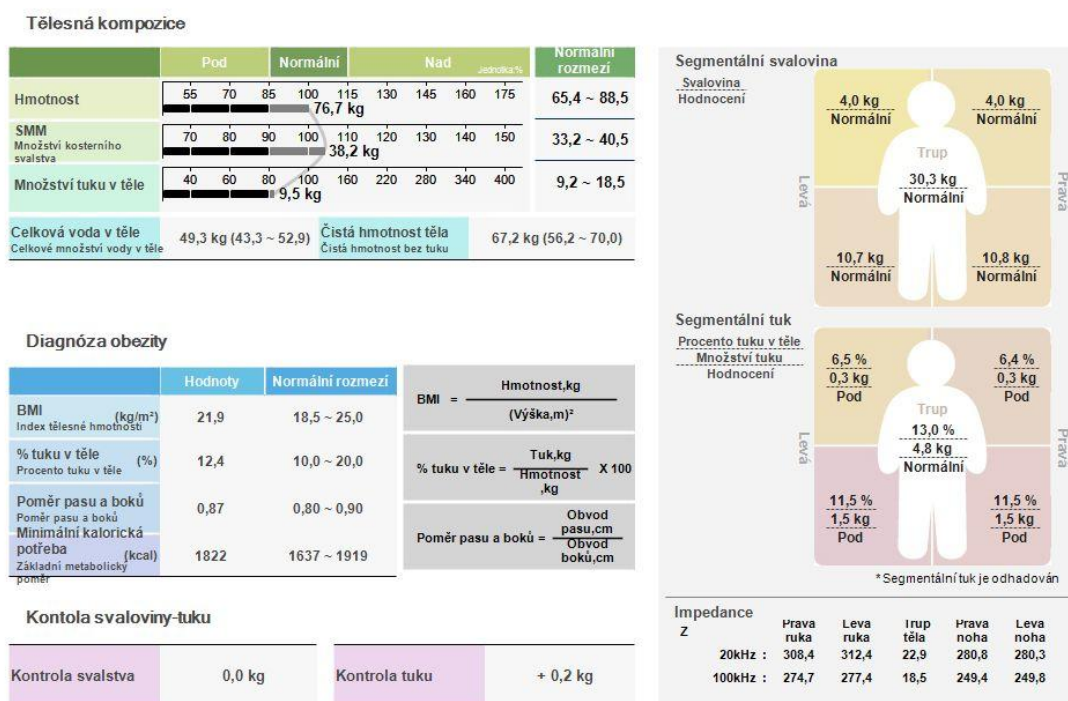 Tělesná kompozice
Pod Normální Nad Jednotka:% Normální rozmezí
Hmotnost
55 70 85 100 115 130 145 160 175
76,7 kg
65,4 ~ 88,5
SMM
Množství kosterního
svalstva
70 80 90 100 110 120 130 140 150
38,2 kg
33,2 ~ 40,5
Množství tuku v těle
40 60 80 100 160 220 280 340 400
9,5 kg
9,2 ~ 18,5
Celková voda v těle
Celkové množství vody v těle
49,3 kg (43,3 ~ 52,9)
Čistá hmotnost těla
Čistá hmotnost bez tuku
67,2 kg (56,2 ~ 70,0)
Diagnóza obezity
Hodnoty Normální rozmezí
BMI (kg/m²)
Index tělesné hmotnosti
21,9 18,5 ~ 25,0
% tuku v těle (%)
Procento tuku v těle
12,4 10,0 ~ 20,0
Poměr pasu a boků
Poměr pasu a boků
0,87 0,80 ~ 0,90
Minimální kalorická
potřeba (kcal)
Základní metabolický
poměr
1822 1637 ~ 1919
BMI = Hmotnost,kg
(Výška,m)²
% tuku v těle = Tuk,kg
Hmotnost
,kg
X 100
Poměr pasu a boků = Obvod
pasu,cm
Obvod
boků,cm
Kontola svaloviny-tuku
Kontrola svalstva 0,0 kg
Kontrola tuku + 0,2 kg
Segmentální svalovina
Svalovina
Hodnocení
4,0 kg
Normální
4,0 kg
Normální
Trup
30,3 kg
Normální
Levá
Prava
10,7 kg
Normální
10,8 kg
Normální
Segmentální tuk
Procento tuku v těle
Množství tuku
Hodnocení
6,5 %
0,3 kg
Pod
6,4 %
0,3 kg
Pod
Trup
13,0 %
4,8 kg
Normální
Levá
Prava
11,5 %
1,5 kg
Pod
11,5 %
1,5 kg
Pod
* Segmentální tuk je odhadován
Impedance
Z
Prava ruka Leva ruka Trup těla Prava noha Leva noha
20kHz : 308,4 312,4 22,9 280,8 280,3
100kHz : 274,7 277,4 18,5 249,4 249,8